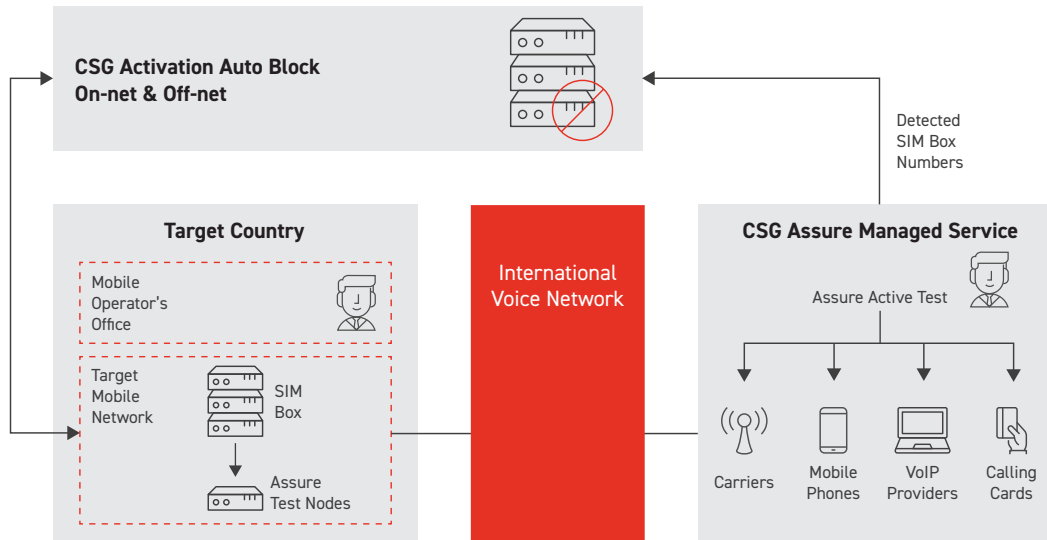 CSG Activation Auto Block
On-net & Off-net
Detected
SIM Box
Numbers
Target Country
Mobile
Operator's
Office
Target
Mobile
Network
SIM
Box
Assure
Test Nodes
International
Voice Network
CSG Assure Managed Service
Assure Active Test
Carriers
Mobile
Phones
VoIP
Providers
Calling
Cards